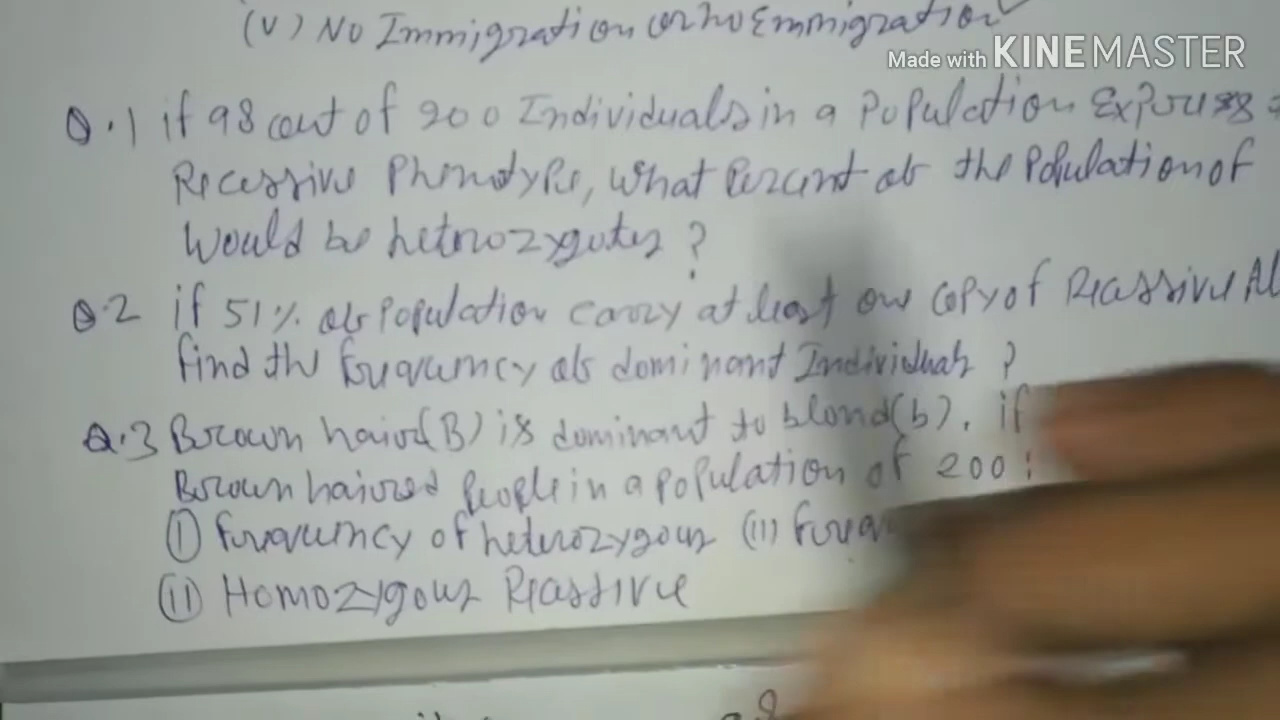 (V) No Immigration or no Emmigration
Made with KINEMASTER
Q.1 if 98 out of 200 Individuals in a Population Express
Recessive Phenotype, What Percent of the Population of
Would be hetrozygotes ?
Q.2 if 51% of Population carry at least one Copy of Recessive Al
find the frequency of dominant Individuals ?
Q.3 Brown haired (B) is dominant to blond (b). if
Brown haired People in a Population of 200 :
(I) frequency of heterozygous (II)
(II) Homozygous Recessive